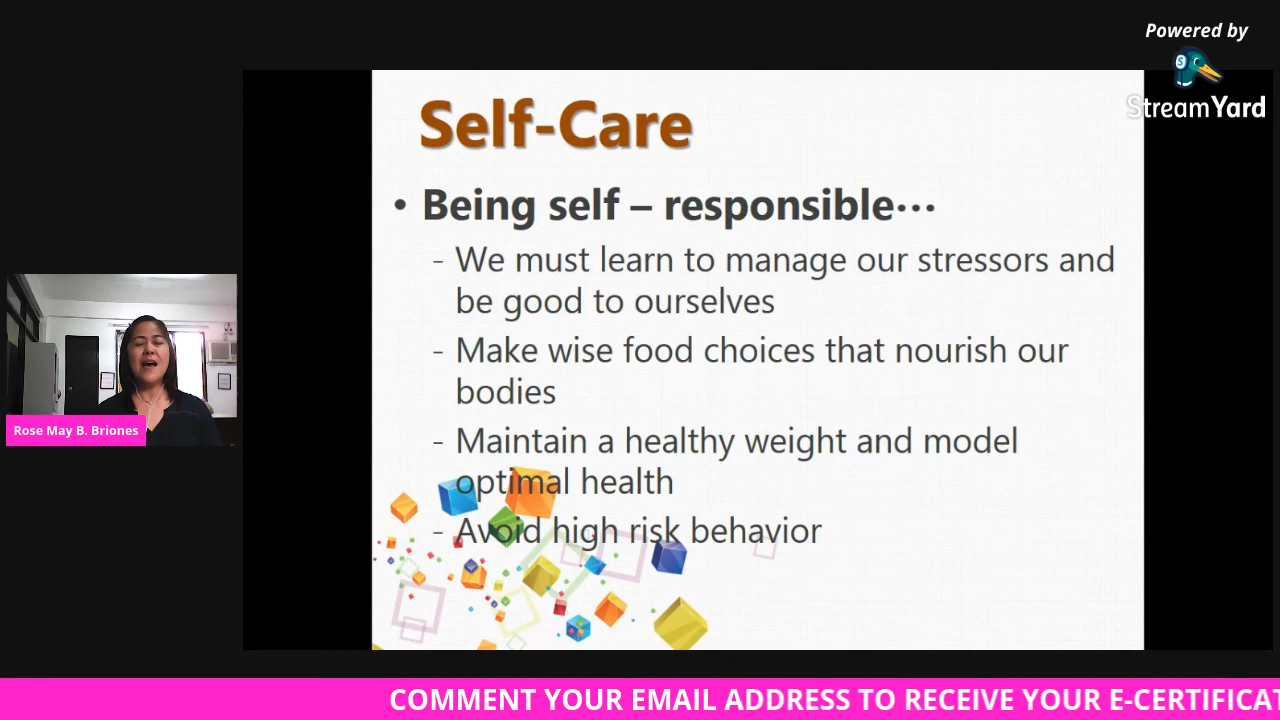 Powered by
StreamYard
Self-Care
• Being self – responsible···
- We must learn to manage our stressors and
be good to ourselves
- Make wise food choices that nourish our
bodies
- Maintain a healthy weight and model
optimal health
- Avoid high risk behavior
Rose May B. Briones
COMMENT YOUR EMAIL ADDRESS TO RECEIVE YOUR E-CERTIFICAT